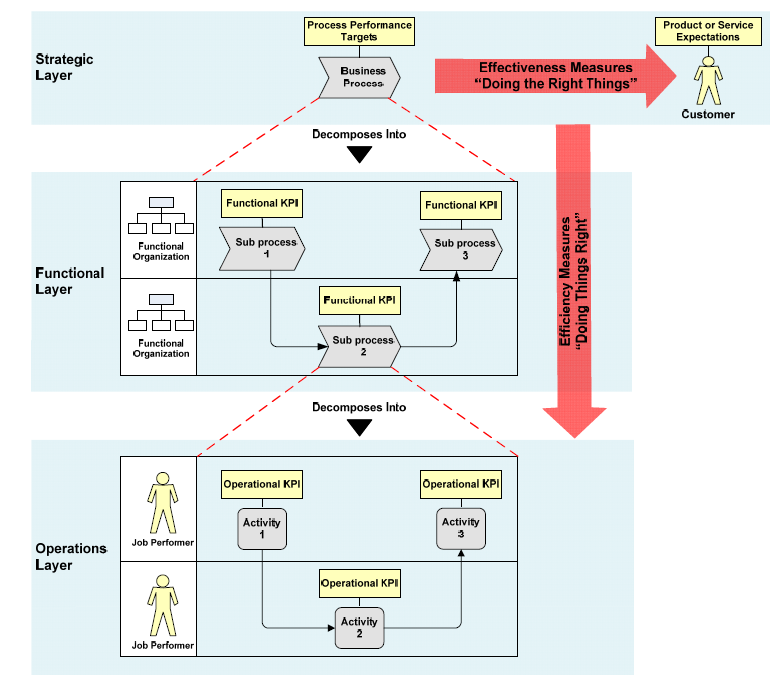 Strategic
Layer
Process Performance
Targets
Business
Process
Effectiveness Measures
“Doing the Right Things”
Product or Service
Expectations
Customer
Decomposes Into
Functional
Layer
Functional
Organization
Functional KPI
Sub process
1
Functional KPI
Sub process
3
Functional
Organization
Functional KPI
Sub process
2
Efficiency Measures
“Doing Things Right”
Decomposes Into
Operations
Layer
Job Performer
Operational KPI
Activity
1
Operational KPI
Activity
3
Job Performer
Operational KPI
Activity
2